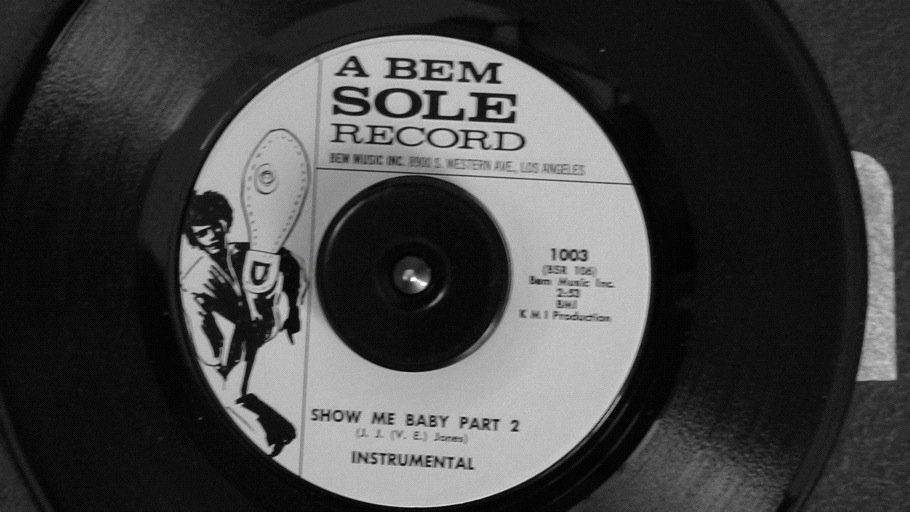 A BEM
SOLE
RECORD
BEM MUSIC INC. 8900 S. WESTERN AVE., LOS ANGELES
D
1003
(BSR 106)
Bem Music Inc.
2:53
BMI
K M I Production
SHOW ME BABY PART 2
(J. J. (V. E.) Jones)
INSTRUMENTAL